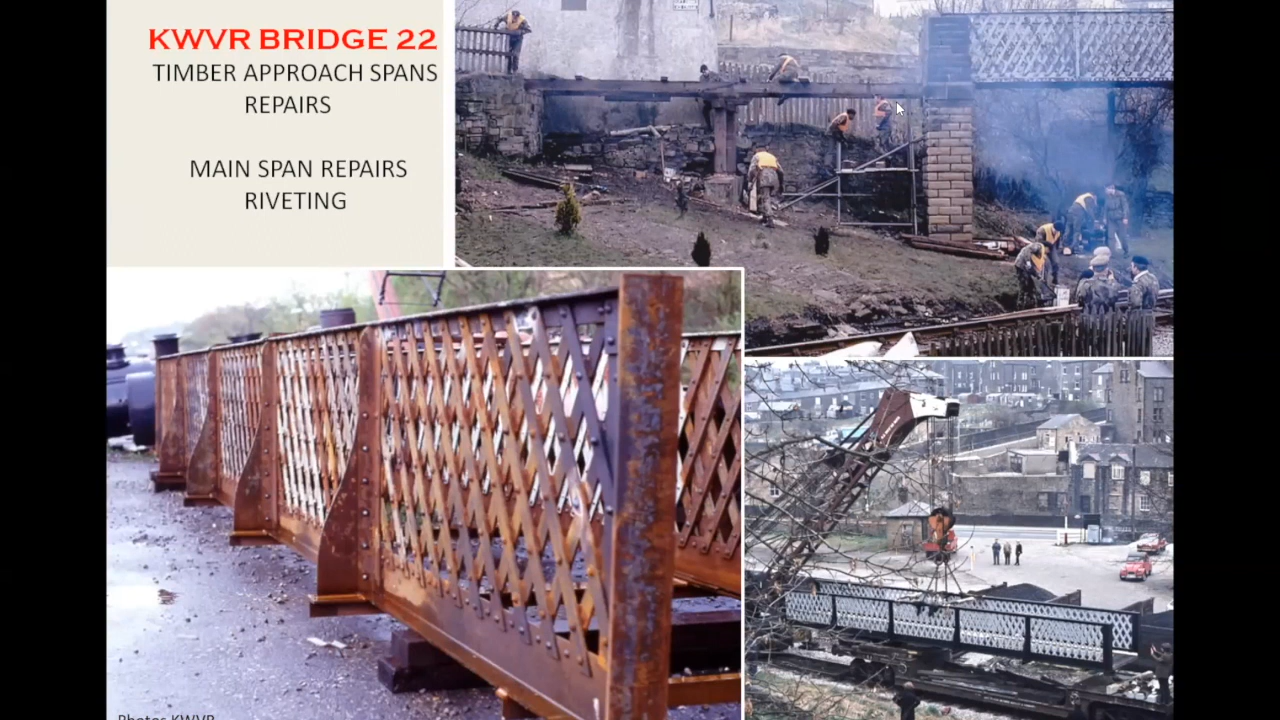 KWVR BRIDGE 22
TIMBER APPROACH SPANS
REPAIRS
MAIN SPAN REPAIRS
RIVETING
Photos KWVR